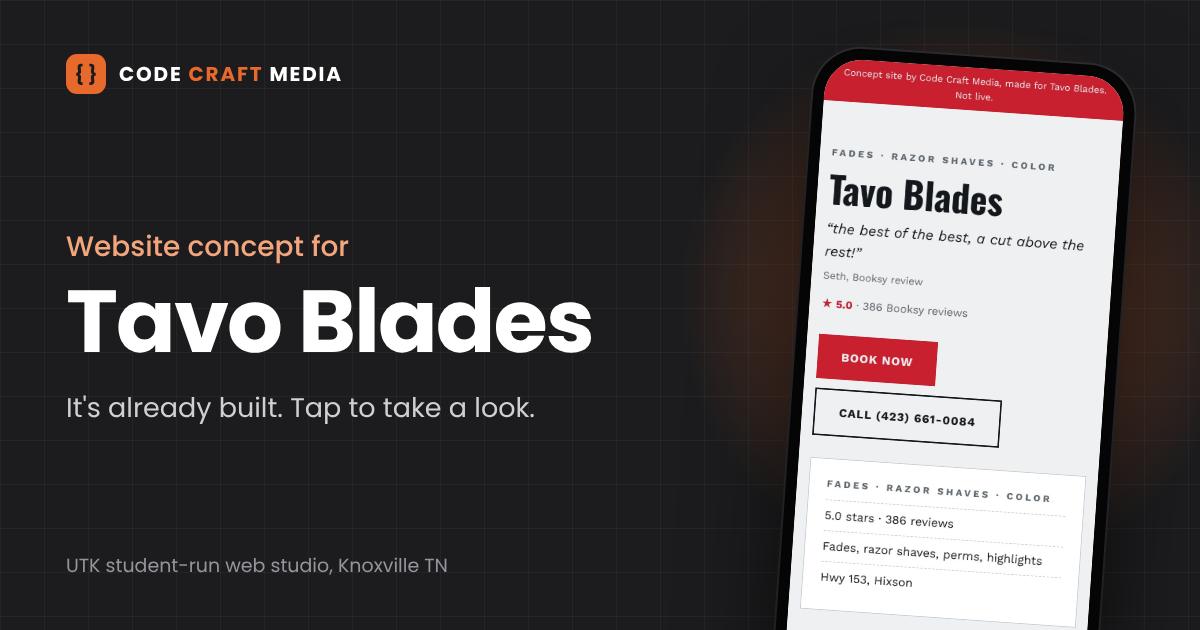 { } CODE CRAFT MEDIA
Website concept for
Tavo Blades
It's already built. Tap to take a look.
UTK student-run web studio, Knoxville TN
Concept site by Code Craft Media, made for Tavo Blades.
Not live.
FADES · RAZOR SHAVES · COLOR
Tavo Blades
“the best of the best, a cut above the
rest!”
Seth, Booksy review
★ 5.0 · 386 Booksy reviews
BOOK NOW
CALL (423) 661-0084
FADES · RAZOR SHAVES · COLOR
5.0 stars · 386 reviews
Fades, razor shaves, perms, highlights
Hwy 153, Hixson